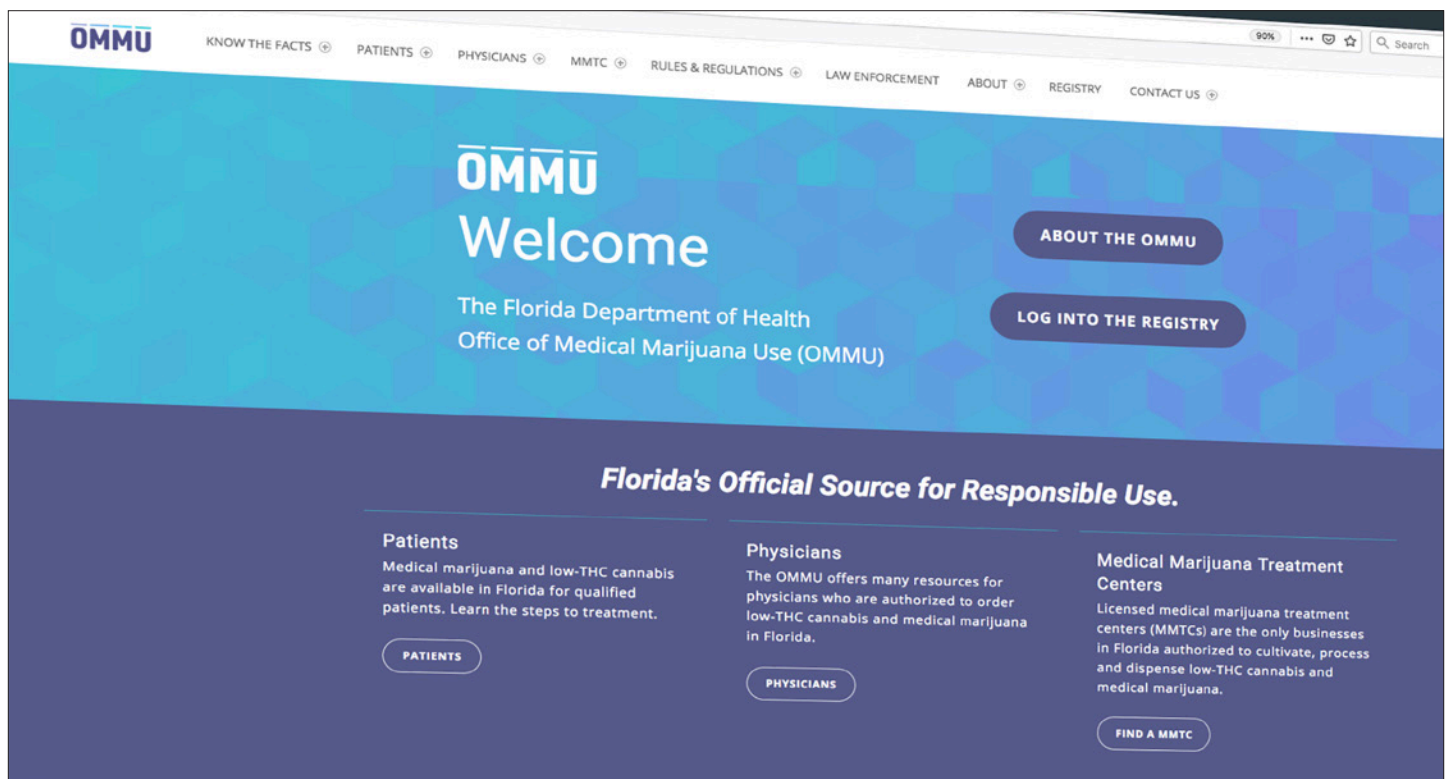 90%
Search
OMMU
KNOW THE FACTS
PATIENTS
PHYSICIANS
MMTC
RULES & REGULATIONS
LAW ENFORCEMENT
ABOUT
REGISTRY
CONTACT US
OMMU
Welcome
The Florida Department of Health
Office of Medical Marijuana Use (OMMU)
ABOUT THE OMMU
LOG INTO THE REGISTRY
Florida's Official Source for Responsible Use.
Patients
Medical marijuana and low-THC cannabis
are available in Florida for qualified
patients. Learn the steps to treatment.
PATIENTS
Physicians
The OMMU offers many resources for
physicians who are authorized to order
low-THC cannabis and medical marijuana
in Florida.
PHYSICIANS
Medical Marijuana Treatment
Centers
Licensed medical marijuana treatment
centers (MMTCs) are the only businesses
in Florida authorized to cultivate, process
and dispense low-THC cannabis and
medical marijuana.
FIND A MMTC